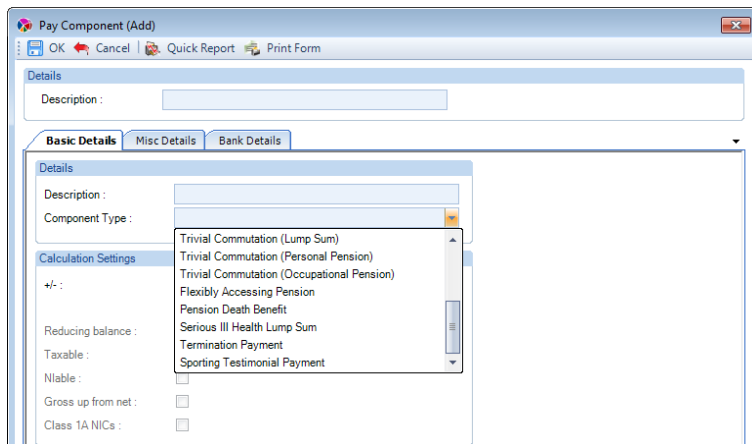 Pay Component (Add)
OK Cancel Quick Report Print Form
Details
Description :
Basic Details Misc Details Bank Details
Details
Description :
Component Type :
Trivial Commutation (Lump Sum)
Trivial Commutation (Personal Pension)
Trivial Commutation (Occupational Pension)
Flexibly Accessing Pension
Pension Death Benefit
Serious Ill Health Lump Sum
Termination Payment
Sporting Testimonial Payment
Calculation Settings
+/- :
Reducing balance :
Taxable :
NIable :
Gross up from net :
Class 1A NICs :